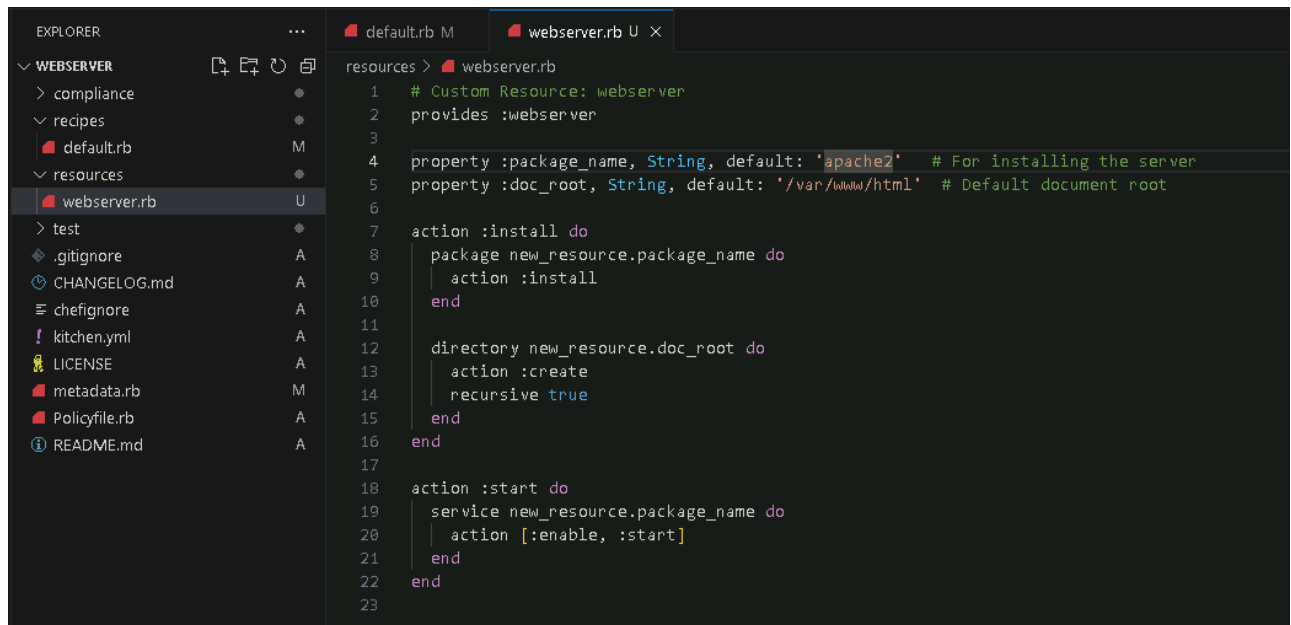 EXPLORER
WEBSERVER
compliance
recipes
default.rb M
resources
webserver.rb U
test
.gitignore A
CHANGELOG.md A
chefignore A
kitchen.yml A
LICENSE A
metadata.rb M
Policyfile.rb A
README.md A
default.rb M
webserver.rb U
resources > webserver.rb
1 # Custom Resource: webserver
2 provides :webserver
3
4 property :package_name, String, default: 'apache2' # For installing the server
5 property :doc_root, String, default: '/var/www/html' # Default document root
6
7 action :install do
8 package new_resource.package_name do
9 action :install
10 end
11
12 directory new_resource.doc_root do
13 action :create
14 recursive true
15 end
16 end
17
18 action :start do
19 service new_resource.package_name do
20 action [:enable, :start]
21 end
22 end
23